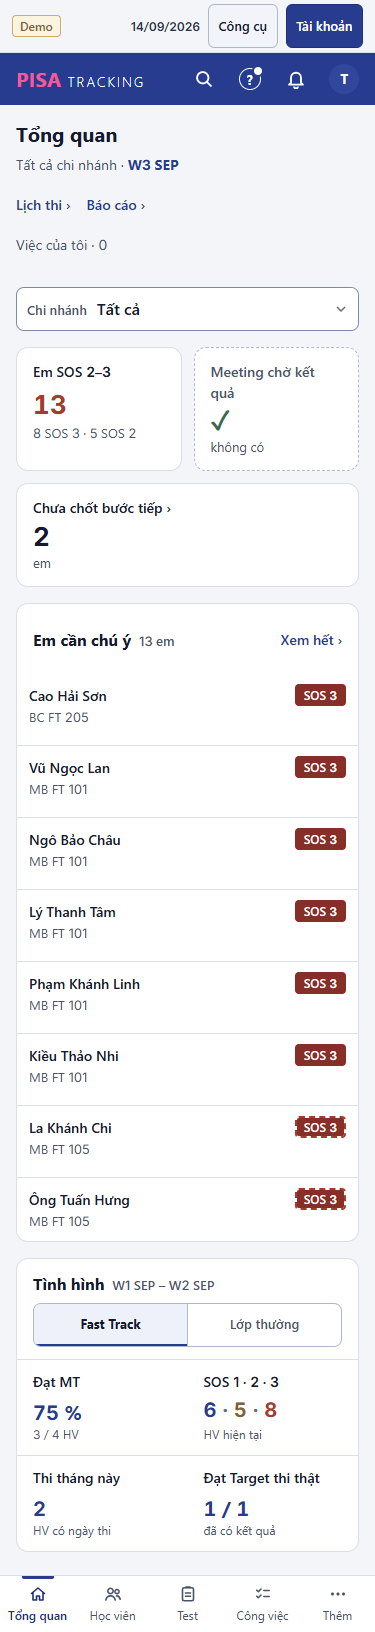 Demo
14/09/2026
Công cụ
Tài khoản
PISA TRACKING
?
T
Tổng quan
Tất cả chi nhánh · W3 SEP
Lịch thi ›
Báo cáo ›
Việc của tôi · 0
Chi nhánh Tất cả
Em SOS 2–3
13
8 SOS 3 · 5 SOS 2
Meeting chờ kết
quả
✓
không có
Chưa chốt bước tiếp ›
2
em
Em cần chú ý 13 em
Xem hết ›
Cao Hải Sơn
SOS 3
BC FT 205
Vũ Ngọc Lan
SOS 3
MB FT 101
Ngô Bảo Châu
SOS 3
MB FT 101
Lý Thanh Tâm
SOS 3
MB FT 101
Phạm Khánh Linh
SOS 3
MB FT 101
Kiều Thảo Nhi
SOS 3
MB FT 101
La Khánh Chi
SOS 3
MB FT 105
Ông Tuấn Hưng
SOS 3
MB FT 105
Tình hình W1 SEP – W2 SEP
Fast Track
Lớp thường
Đạt MT
75 %
3 / 4 HV
SOS 1 · 2 · 3
6 · 5 · 8
HV hiện tại
Thi tháng này
2
HV có ngày thi
Đạt Target thi thật
1 / 1
đã có kết quả
Tổng quan
Học viên
Test
Công việc
Thêm